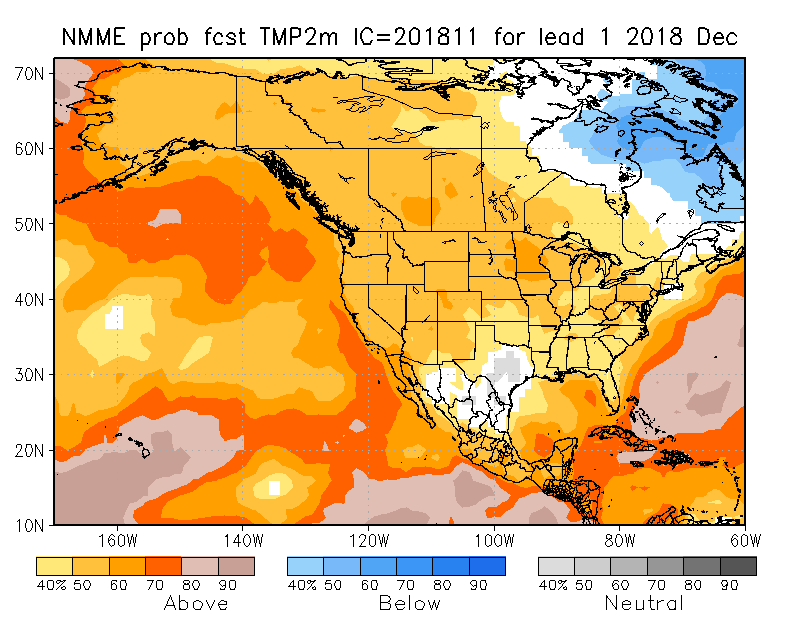 NMME prob fcst TMP2m IC=201811 for lead 1 2018 Dec
70N
60N
50N
40N
30N
20N
10N
160W 140W 120W 100W 80W 60W
40% 50 60 70 80 90 40% 50 60 70 80 90 40% 50 60 70 80 90
Above Below Neutral